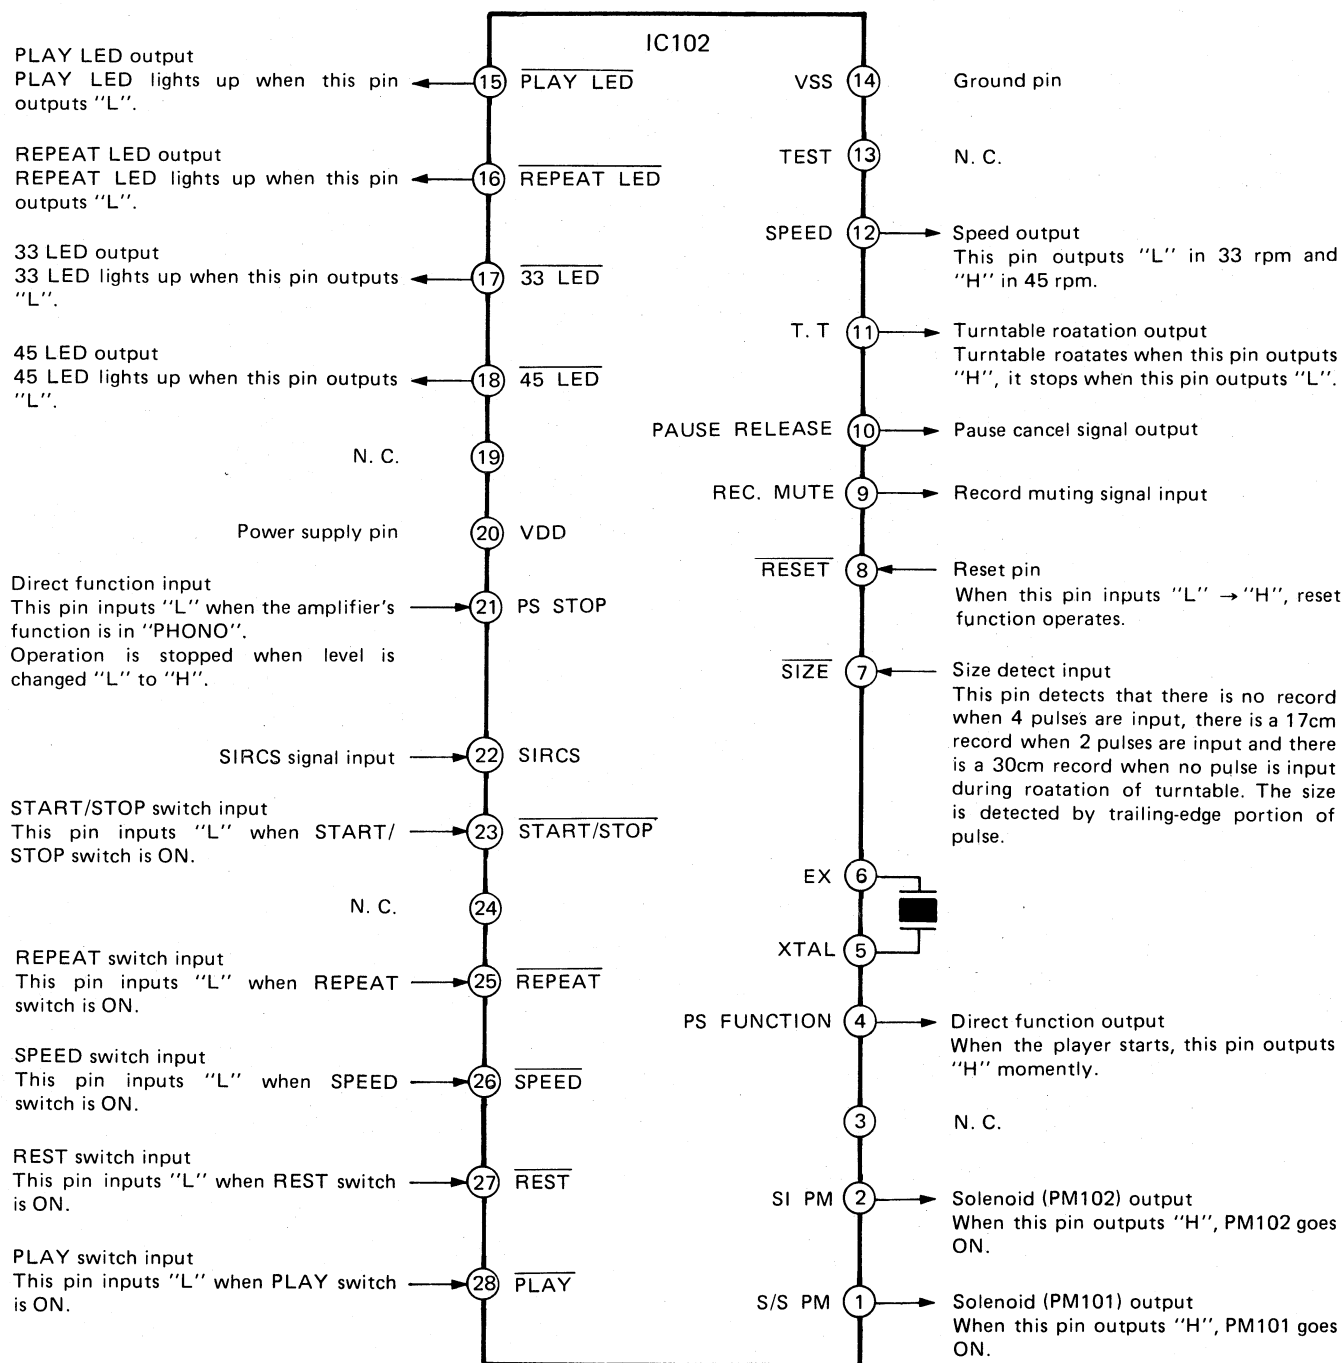 IC102
PLAY LED output
PLAY LED lights up when this pin
outputs "L".
15 PLAY LED
REPEAT LED output
REPEAT LED lights up when this pin
outputs "L".
16 REPEAT LED
33 LED output
33 LED lights up when this pin outputs
"L".
17 33 LED
45 LED output
45 LED lights up when this pin outputs
"L".
18 45 LED
N. C. 19
Power supply pin 20 VDD
Direct function input
This pin inputs "L" when the amplifier's
function is in "PHONO".
Operation is stopped when level is
changed "L" to "H".
21 PS STOP
SIRCS signal input 22 SIRCS
START/STOP switch input
This pin inputs "L" when START/
STOP switch is ON.
23 START/STOP
N. C. 24
REPEAT switch input
This pin inputs "L" when REPEAT
switch is ON.
25 REPEAT
SPEED switch input
This pin inputs "L" when SPEED
switch is ON.
26 SPEED
REST switch input
This pin inputs "L" when REST switch
is ON.
27 REST
PLAY switch input
This pin inputs "L" when PLAY switch
is ON.
28 PLAY
VSS 14 Ground pin
TEST 13 N. C.
SPEED 12 Speed output
This pin outputs "L" in 33 rpm and
"H" in 45 rpm.
T. T 11 Turntable roatation output
Turntable roatates when this pin outputs
"H", it stops when this pin outputs "L".
PAUSE RELEASE 10 Pause cancel signal output
REC. MUTE 9 Record muting signal input
RESET 8 Reset pin
When this pin inputs "L" → "H", reset
function operates.
SIZE 7 Size detect input
This pin detects that there is no record
when 4 pulses are input, there is a 17cm
record when 2 pulses are input and there
is a 30cm record when no pulse is input
during roatation of turntable. The size
is detected by trailing-edge portion of
pulse.
EX 6
XTAL 5
PS FUNCTION 4 Direct function output
When the player starts, this pin outputs
"H" momently.
3 N. C.
SI PM 2 Solenoid (PM102) output
When this pin outputs "H", PM102 goes
ON.
S/S PM 1 Solenoid (PM101) output
When this pin outputs "H", PM101 goes
ON.